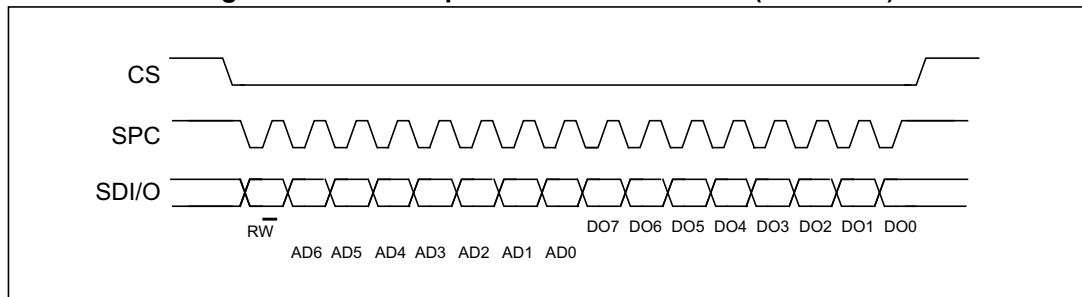 CS
SPC
SDI/O
RW
DO7 DO6 DO5 DO4 DO3 DO2 DO1 DO0
AD6 AD5 AD4 AD3 AD2 AD1 AD0